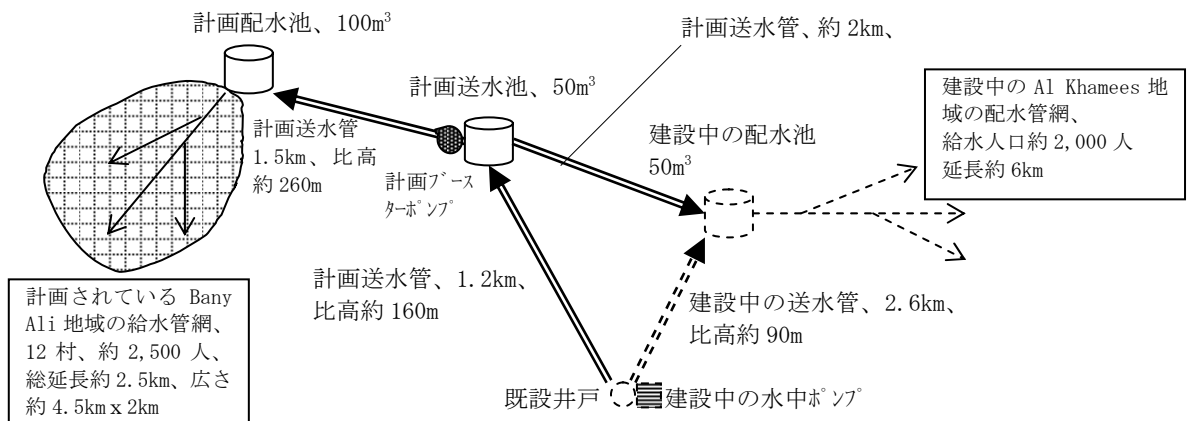 計画配水池、100m³
計画送水管、約 2km、
計画送水池、50m³
建設中の Al Khamees 地
域の配水管網、
給水人口約 2,000 人
延長約 6km
建設中の配水池
50m³
計画送水管
1.5km、比高
約 260m
計画ﾌﾞｰｽ
ﾀｰﾎﾟﾝﾌﾟ
計画送水管、1.2km、
比高約 160m
建設中の送水管、2.6km、
比高約 90m
計画されている Bany
Ali 地域の給水管網、
12 村、約 2,500 人、
総延長約 2.5km、広さ
約 4.5km x 2km
既設井戸
建設中の水中ﾎﾟﾝﾌﾟ